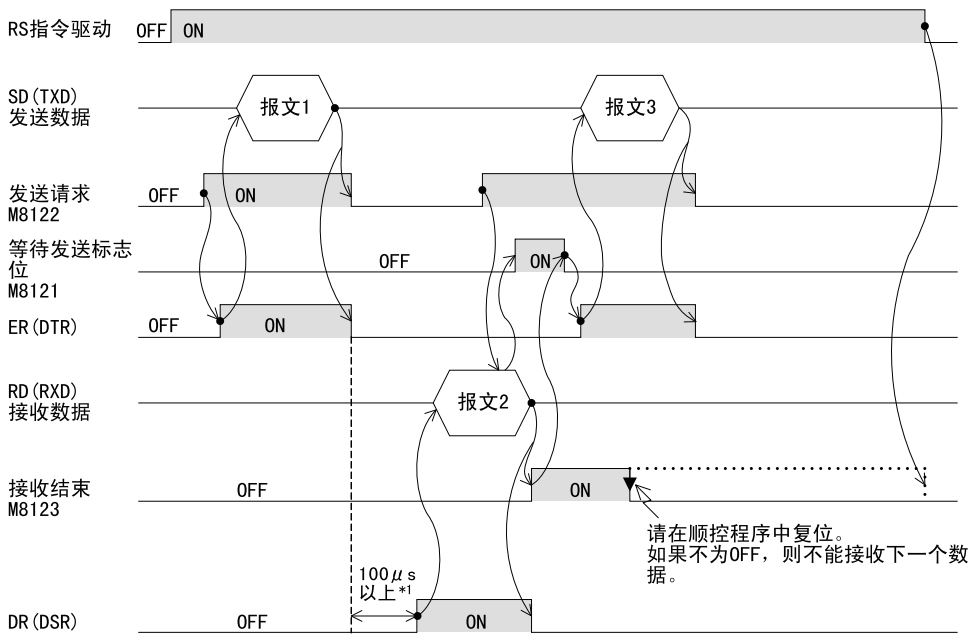 RS指令驱动 OFF ON
SD(TXD)
发送数据
报文1 报文3
发送请求
M8122
OFF ON
等待发送标志
位
M8121
OFF ON
ER(DTR) OFF ON
RD(RXD)
接收数据
报文2
接收结束
M8123
OFF ON
请在顺控程序中复位。
如果不为OFF，则不能接收下一个数
据。
100μs
以上*1
DR(DSR) OFF ON